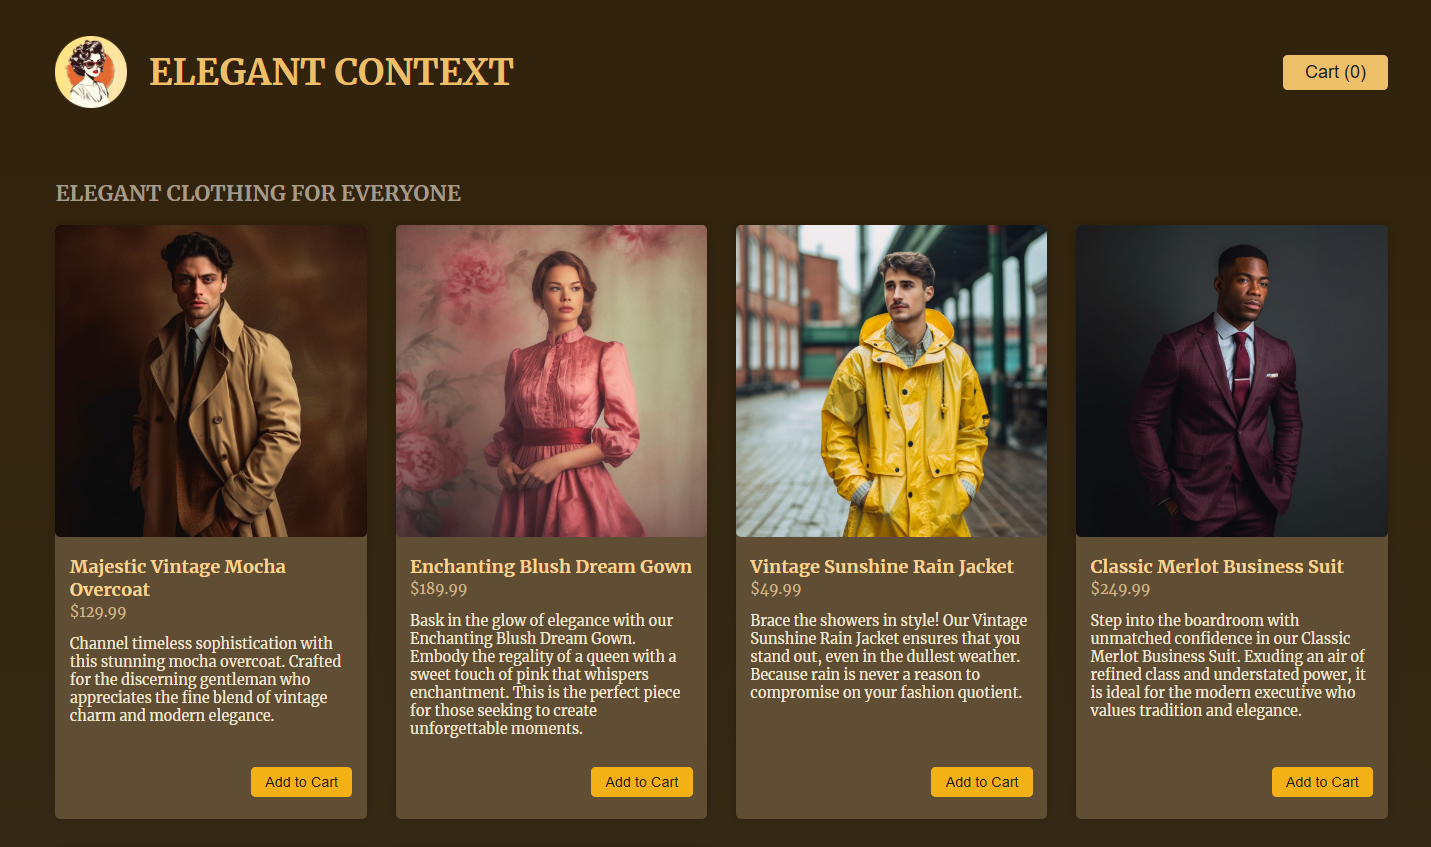 ELEGANT CONTEXT
Cart (0)
ELEGANT CLOTHING FOR EVERYONE
Majestic Vintage Mocha
Overcoat
$129.99
Channel timeless sophistication with
this stunning mocha overcoat. Crafted
for the discerning gentleman who
appreciates the fine blend of vintage
charm and modern elegance.
Add to Cart
Enchanting Blush Dream Gown
$189.99
Bask in the glow of elegance with our
Enchanting Blush Dream Gown.
Embody the regality of a queen with a
sweet touch of pink that whispers
enchantment. This is the perfect piece
for those seeking to create
unforgettable moments.
Add to Cart
Vintage Sunshine Rain Jacket
$49.99
Brace the showers in style! Our Vintage
Sunshine Rain Jacket ensures that you
stand out, even in the dullest weather.
Because rain is never a reason to
compromise on your fashion quotient.
Add to Cart
Classic Merlot Business Suit
$249.99
Step into the boardroom with
unmatched confidence in our Classic
Merlot Business Suit. Exuding an air of
refined class and understated power, it
is ideal for the modern executive who
values tradition and elegance.
Add to Cart